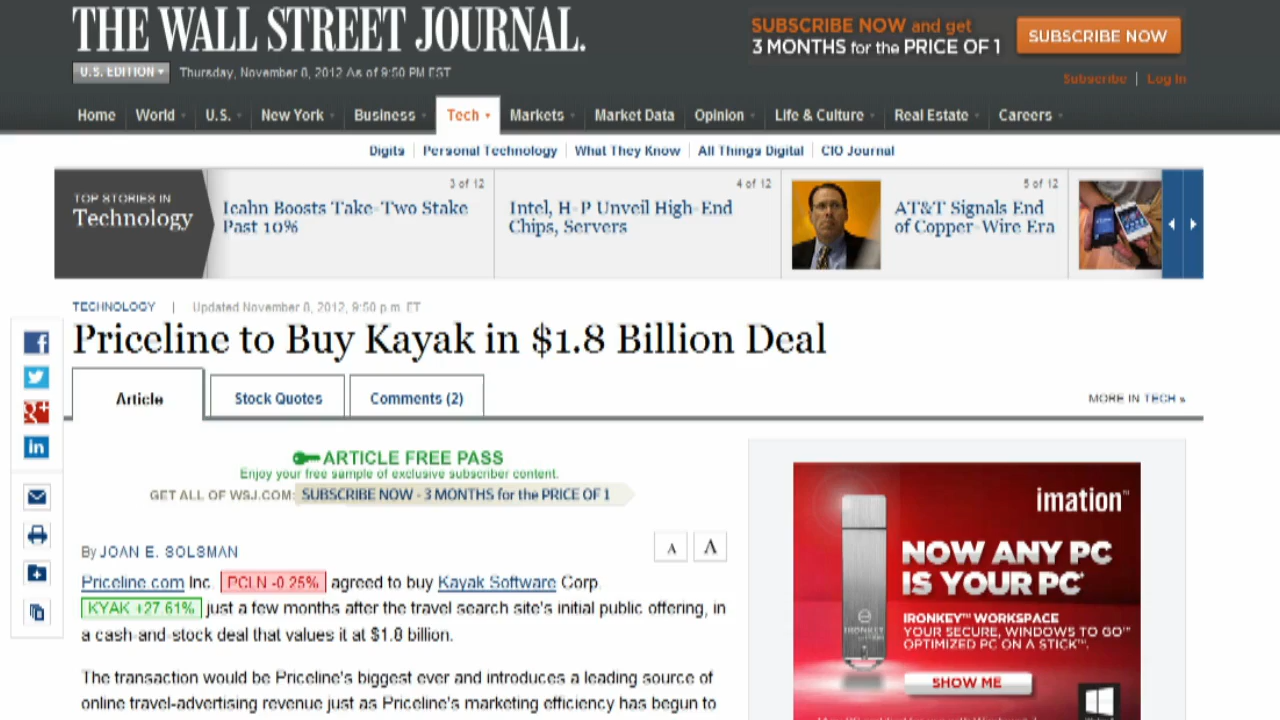 THE WALL STREET JOURNAL.
SUBSCRIBE NOW and get
3 MONTHS for the PRICE OF 1
SUBSCRIBE NOW
U.S. EDITION
Thursday, November 8, 2012 As of 9:50 PM EST
Subscribe | Log In
Home World U.S. New York Business Tech Markets Market Data Opinion Life & Culture Real Estate Careers
Digits Personal Technology What They Know All Things Digital CIO Journal
TOP STORIES IN
Technology
3 of 12
Icahn Boosts Take-Two Stake
Past 10%
4 of 12
Intel, H-P Unveil High-End
Chips, Servers
5 of 12
AT&T Signals End
of Copper-Wire Era
TECHNOLOGY | Updated November 8, 2012, 9:50 p.m. ET
Priceline to Buy Kayak in $1.8 Billion Deal
Article Stock Quotes Comments (2)
MORE IN TECH »
ARTICLE FREE PASS
Enjoy your free sample of exclusive subscriber content.
GET ALL OF WSJ.COM: SUBSCRIBE NOW - 3 MONTHS for the PRICE OF 1
By JOAN E. SOLSMAN
A A
Priceline.com Inc. PCLN -0.25% agreed to buy Kayak Software Corp.
KYAK +27.61% just a few months after the travel search site's initial public offering, in
a cash-and-stock deal that values it at $1.8 billion.
The transaction would be Priceline's biggest ever and introduces a leading source of
online travel-advertising revenue just as Priceline's marketing efficiency has begun to
imation™
NOW ANY PC
IS YOUR PC*
IRONKEY™ WORKSPACE
YOUR SECURE, WINDOWS TO GO™
OPTIMIZED PC ON A STICK™.
IRONKEY
SHOW ME